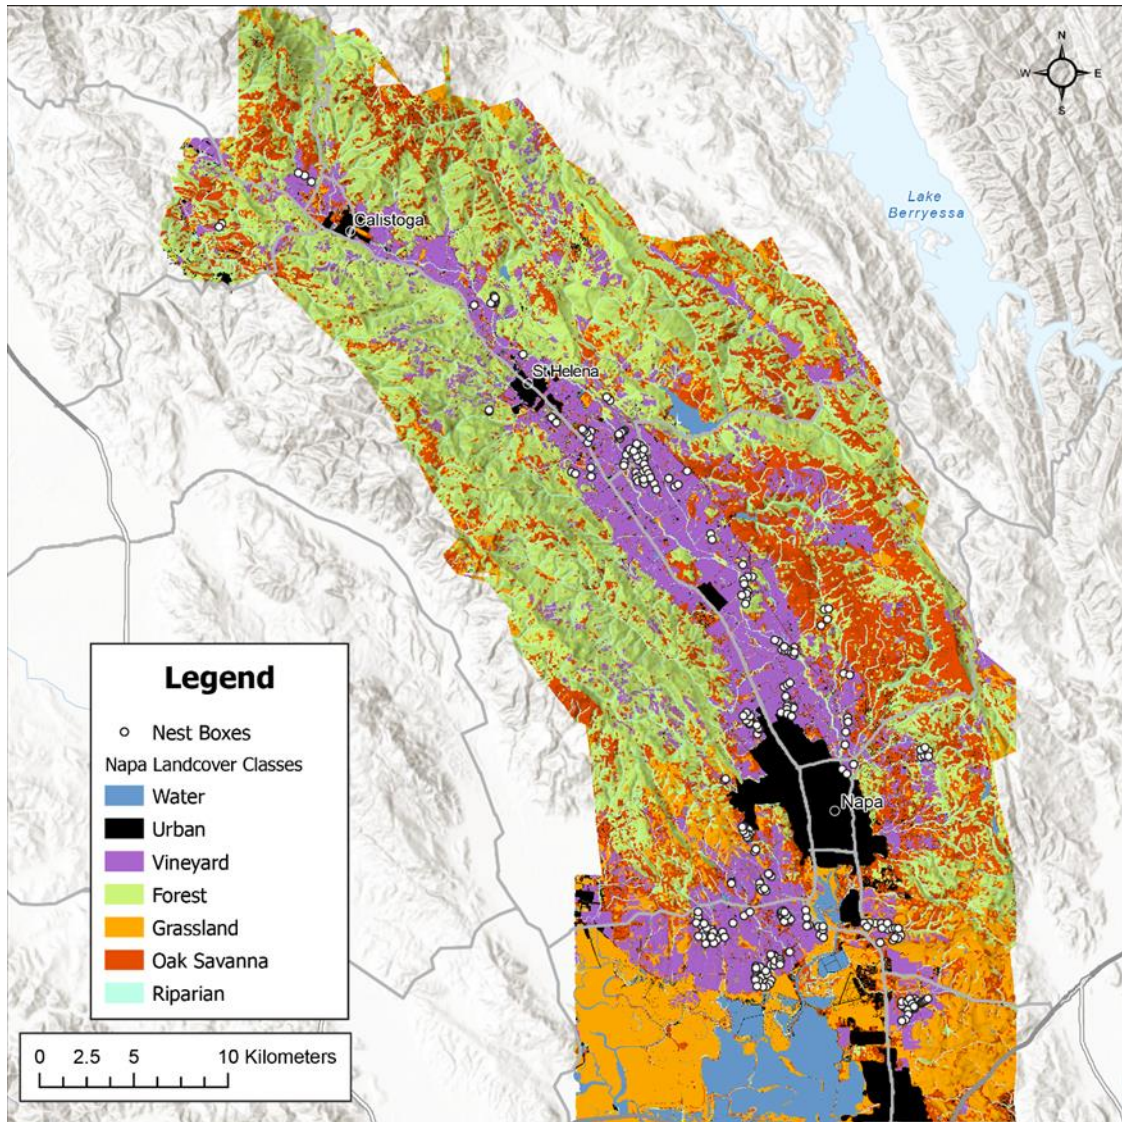 N
W E
S
Lake
Berryessa
Calistoga
St Helena
Napa
Legend
Nest Boxes
Napa Landcover Classes
Water
Urban
Vineyard
Forest
Grassland
Oak Savanna
Riparian
0 2.5 5 10 Kilometers